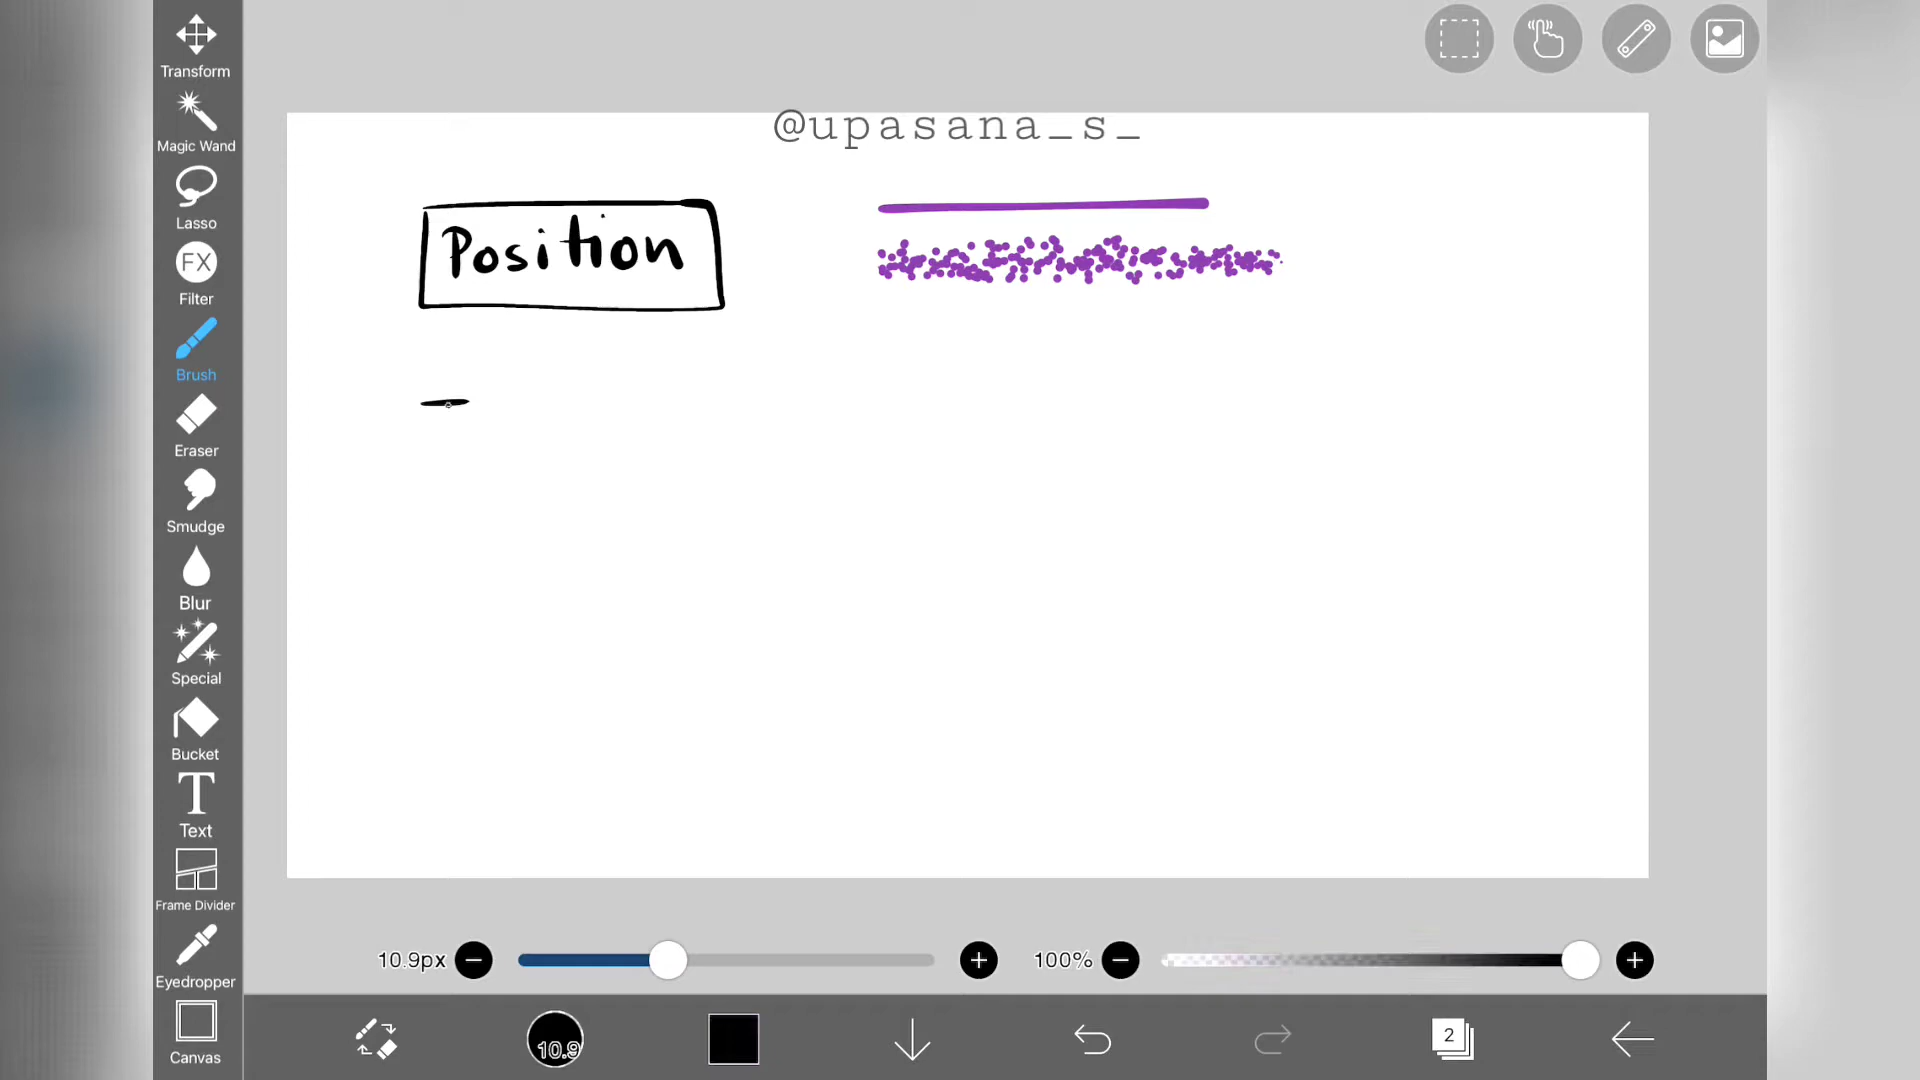 @upasana_s_
Position
Transform
Magic Wand
Lasso
FX
Filter
Brush
Eraser
Smudge
Blur
Special
Bucket
T
Text
Frame Divider
Eyedropper
Canvas
10.9px
100%
10.9
2